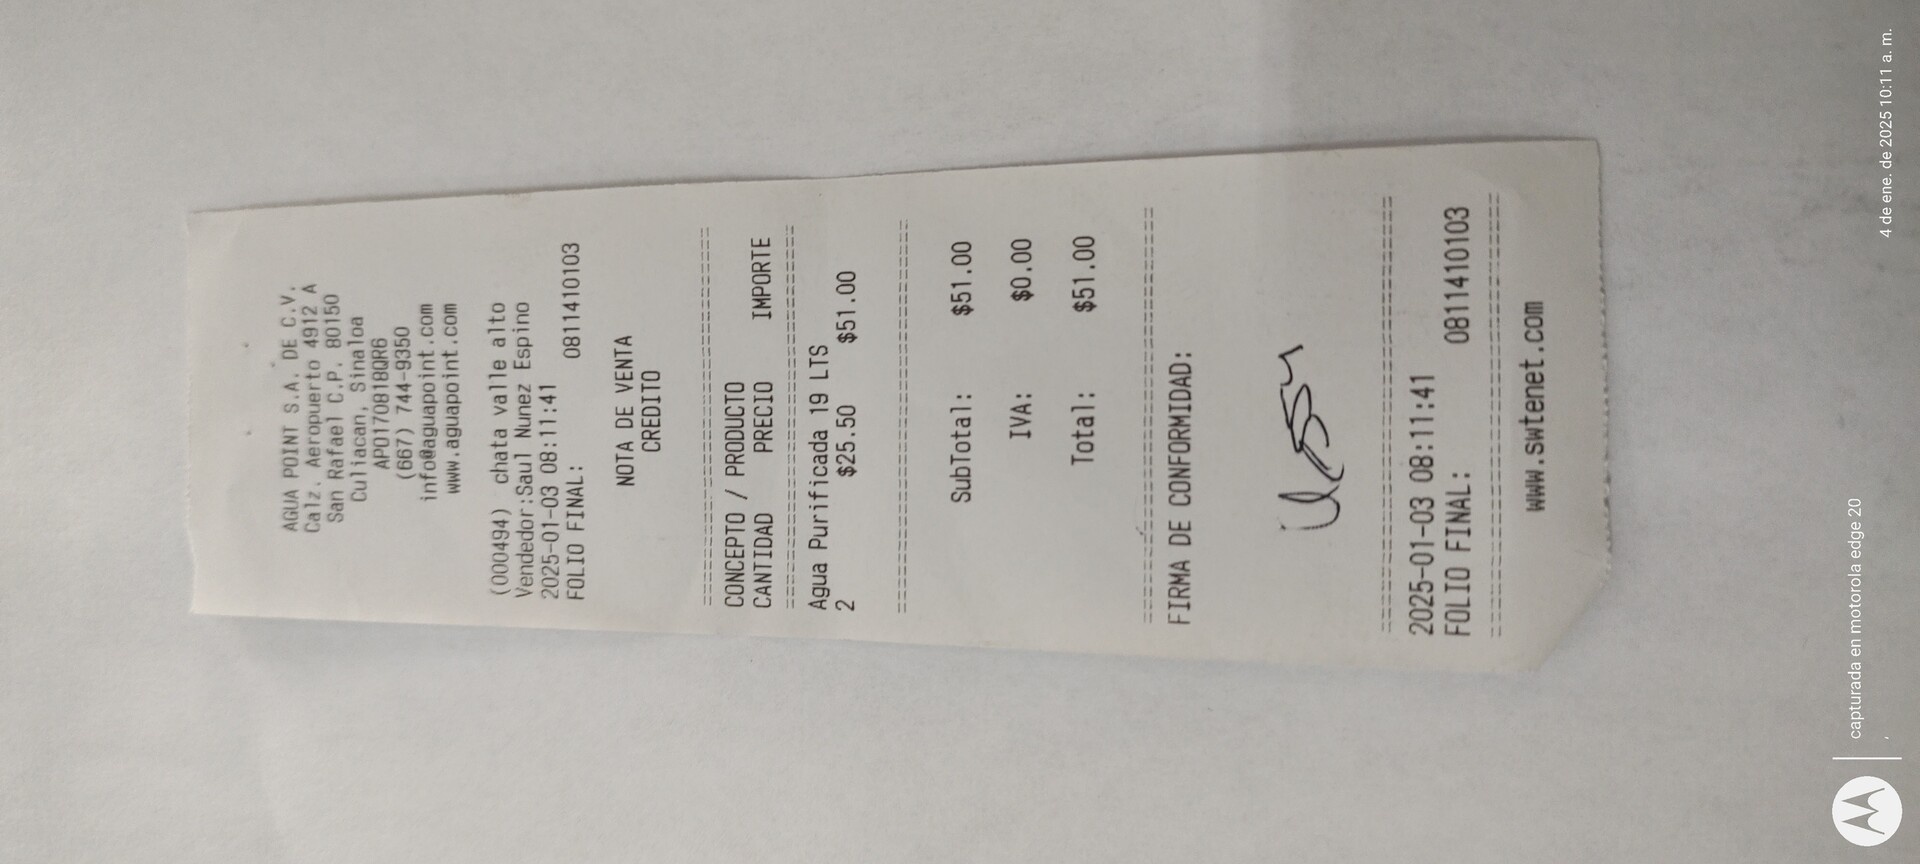 AGUA POINT S.A. DE C.V.
Calz. Aeropuerto 4912 A
San Rafael C.P. 80150
Culiacan, Sinaloa
APO170818QR6
(667) 744-9350
info@aguapoint.com
www.aguapoint.com
(000494) chata valle alto
Vendedor:Saul Nunez Espino
2025-01-03 08:11:41
FOLIO FINAL: 0811410103
NOTA DE VENTA
CREDITO
CONCEPTO / PRODUCTO
CANTIDAD PRECIO IMPORTE
Agua Purificada 19 LTS
2 $25.50 $51.00
SubTotal: $51.00
IVA: $0.00
Total: $51.00
FIRMA DE CONFORMIDAD:
2025-01-03 08:11:41
FOLIO FINAL: 0811410103
www.swtenet.com
capturada en motorola edge 20
4 de ene. de 2025 10:11 a. m.